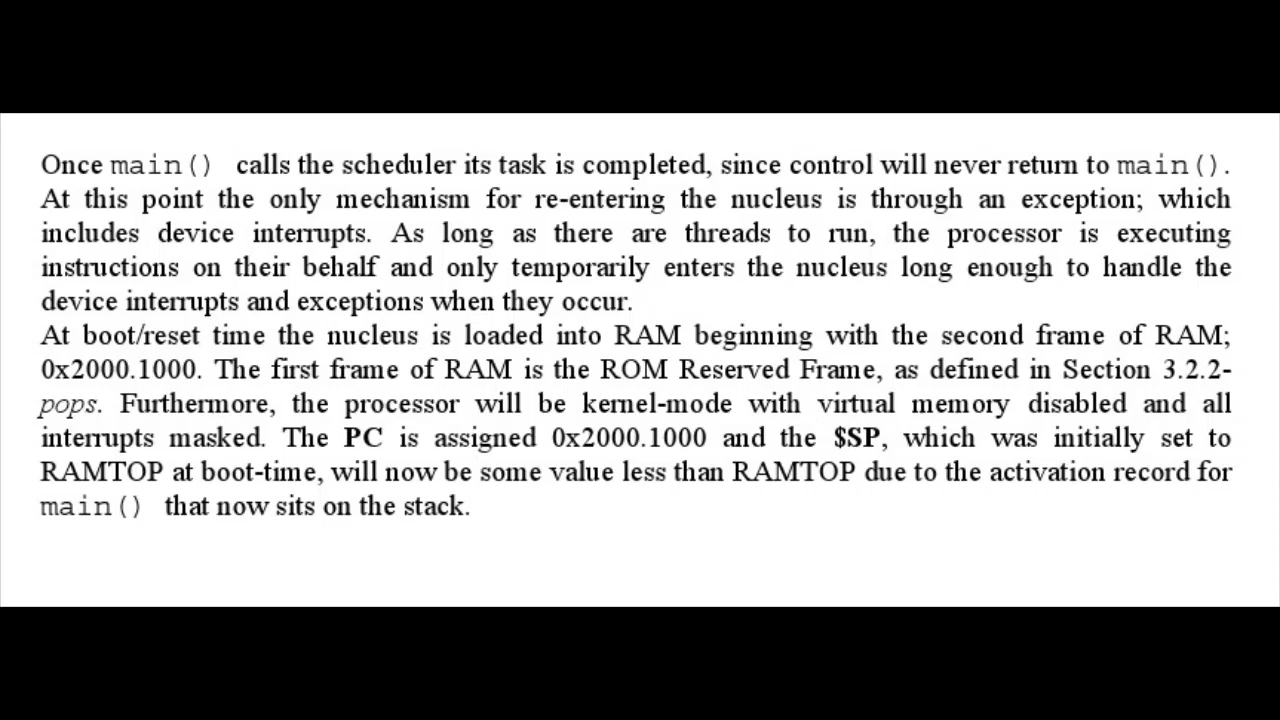 Once main() calls the scheduler its task is completed, since control will never return to main().
At this point the only mechanism for re-entering the nucleus is through an exception; which
includes device interrupts. As long as there are threads to run, the processor is executing
instructions on their behalf and only temporarily enters the nucleus long enough to handle the
device interrupts and exceptions when they occur.
At boot/reset time the nucleus is loaded into RAM beginning with the second frame of RAM;
0x2000.1000. The first frame of RAM is the ROM Reserved Frame, as defined in Section 3.2.2-
pops. Furthermore, the processor will be kernel-mode with virtual memory disabled and all
interrupts masked. The PC is assigned 0x2000.1000 and the $SP, which was initially set to
RAMTOP at boot-time, will now be some value less than RAMTOP due to the activation record for
main() that now sits on the stack.